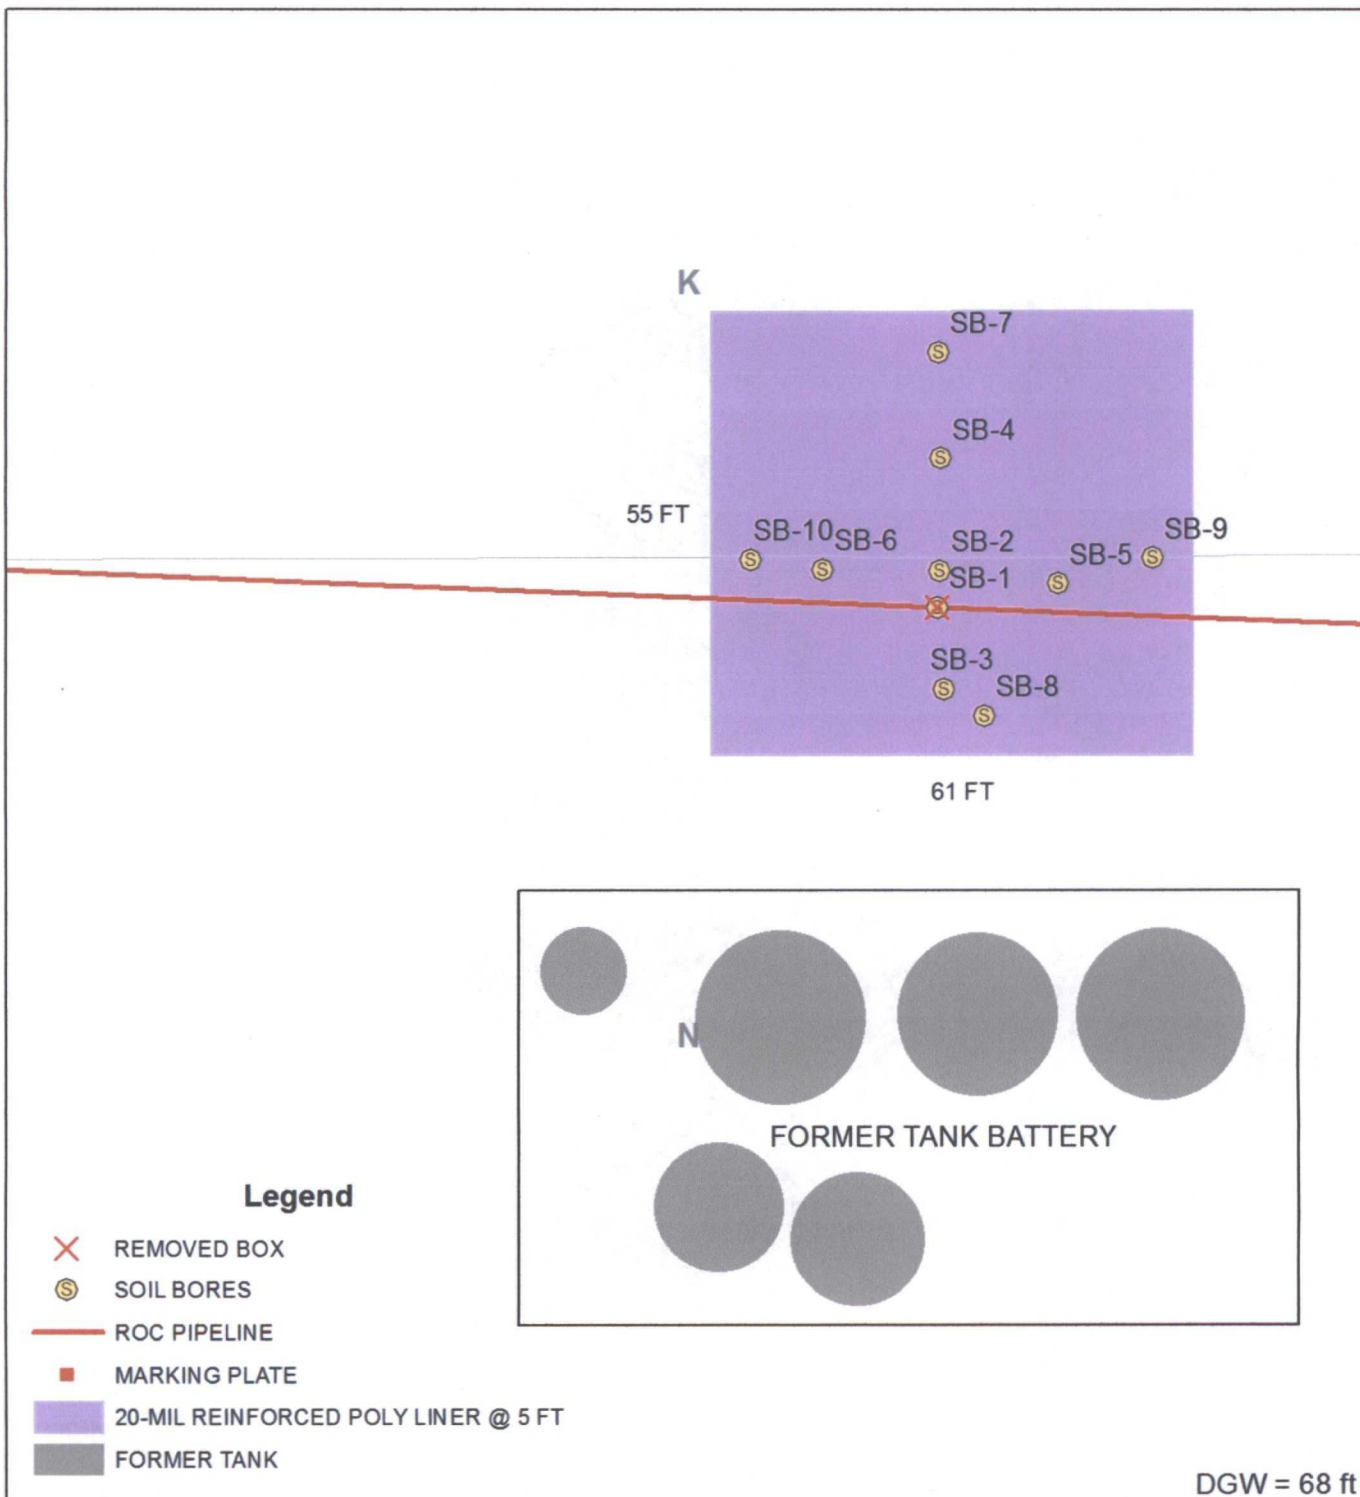 K
SB-7
SB-4
55 FT
SB-10
SB-6
SB-2
SB-5
SB-9
SB-1
SB-3
SB-8
61 FT
N
FORMER TANK BATTERY
Legend
REMOVED BOX
SOIL BORES
ROC PIPELINE
MARKING PLATE
20-MIL REINFORCED POLY LINER @ 5 FT
FORMER TANK
DGW = 68 ft